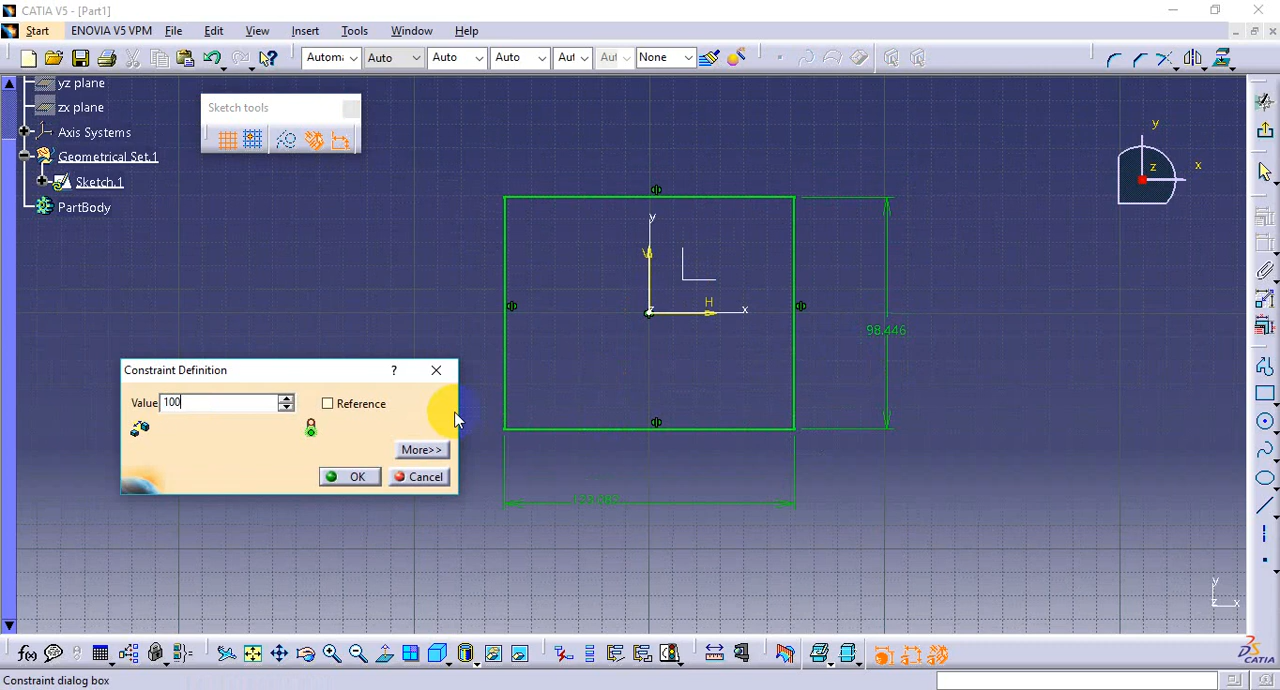 CATIA V5 - [Part1]
Start ENOVIA V5 VPM File Edit View Insert Tools Window Help
Automa Auto Auto Auto Aut Aut None
yz plane
zx plane
Axis Systems
Geometrical Set.1
Sketch.1
PartBody
Sketch tools
y
x
z
y
V
H
x
z
98.446
Constraint Definition ?
Value 100 Reference
More>>
OK Cancel
y
z x
f(x)
CATIA
Constraint dialog box